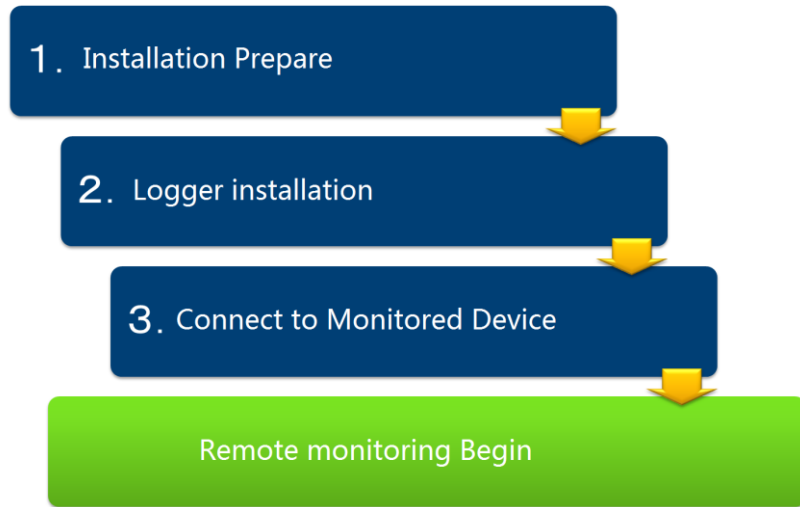 1. Installation Prepare
2. Logger installation
3. Connect to Monitored Device
Remote monitoring Begin